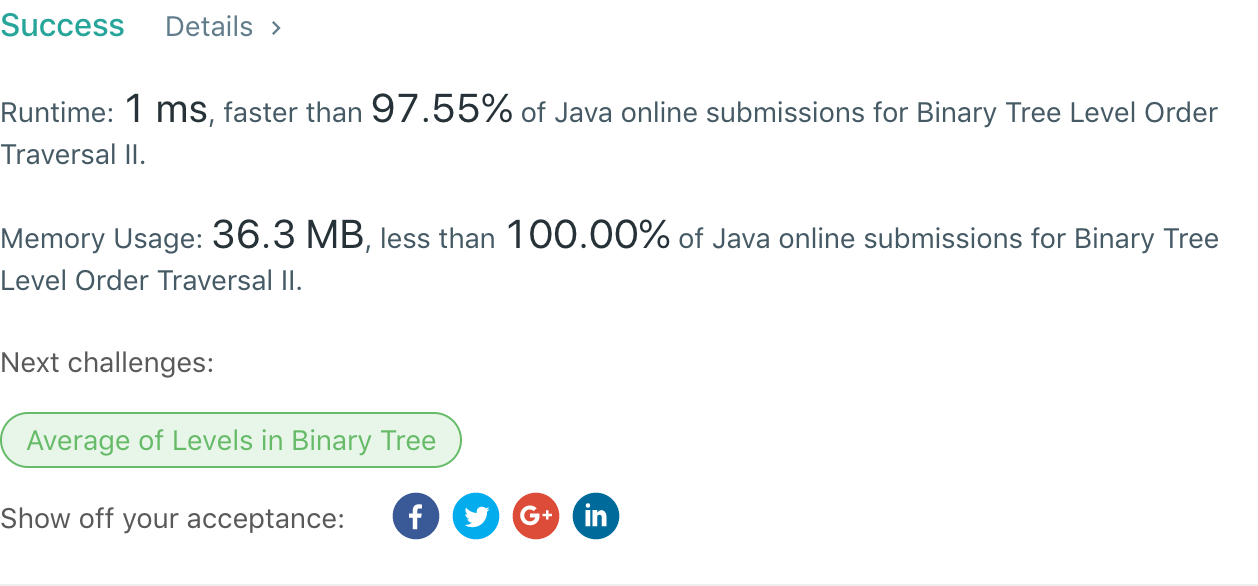 Success Details >
Runtime: 1 ms, faster than 97.55% of Java online submissions for Binary Tree Level Order
Traversal II.
Memory Usage: 36.3 MB, less than 100.00% of Java online submissions for Binary Tree
Level Order Traversal II.
Next challenges:
Average of Levels in Binary Tree
Show off your acceptance: f G+ in